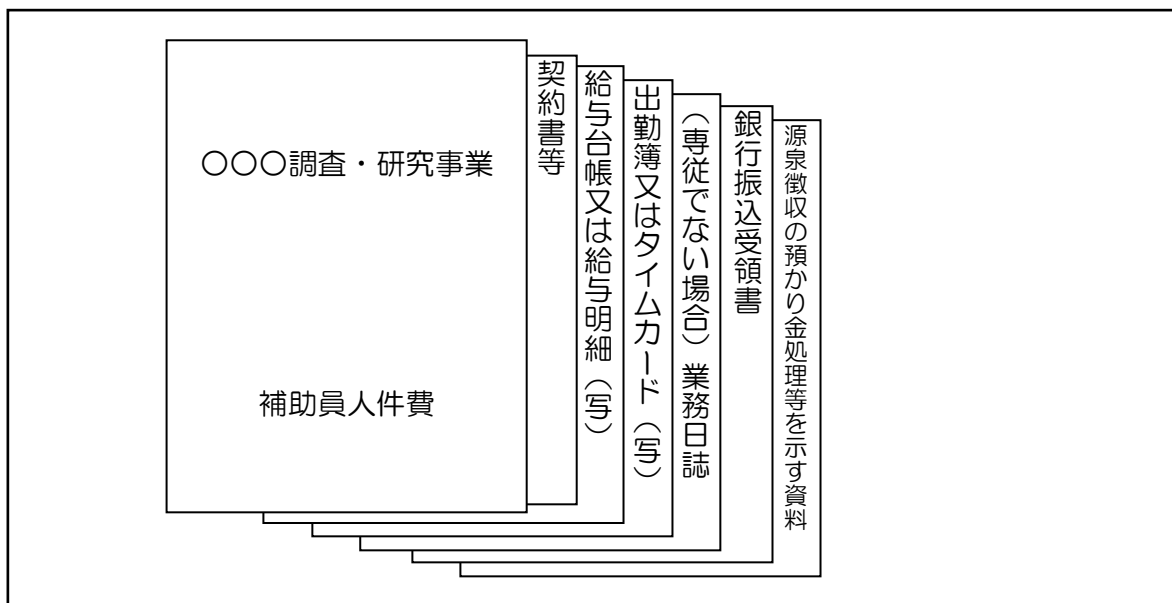 〇〇〇調査・研究事業
補助員人件費
契約書等
給与台帳又は給与明細（写）
出勤簿又はタイムカード（写）
（専従でない場合）業務日誌
銀行振込受領書
源泉徴収の預かり金処理等を示す資料